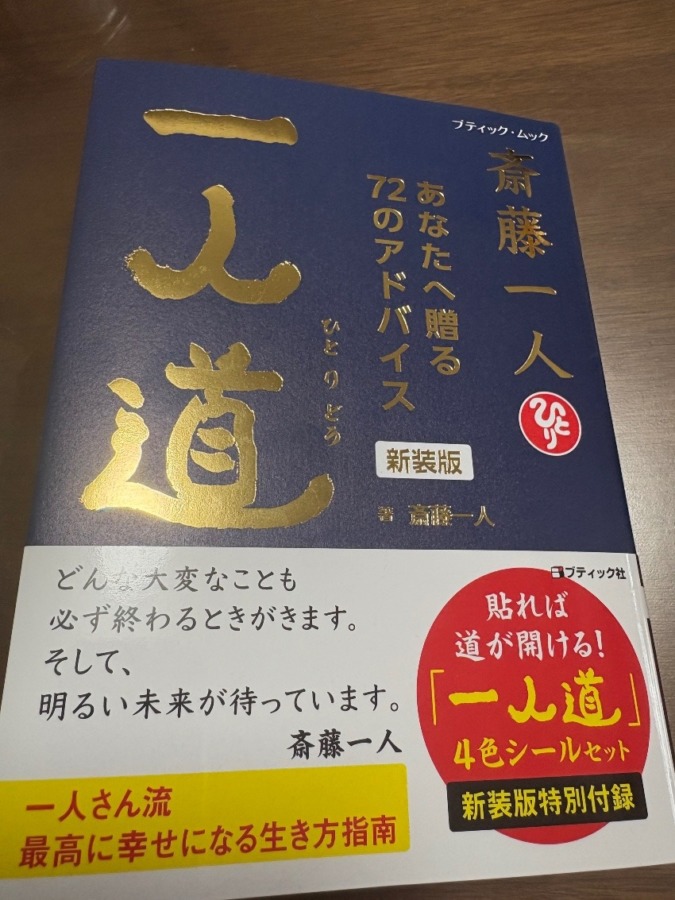 ブティック・ムック
斎藤一人
あなたへ贈る
72のアドバイス
一人道
ひとりどう
ひとり
新装版
著 斎藤一人
ブティック社
どんな大変なことも
必ず終わるときがきます。
そして、
明るい未来が待っています。
斎藤一人
一人さん流
最高に幸せになる生き方指南
貼れば
道が開ける!
「一人道」
4色シールセット
新装版特別付録